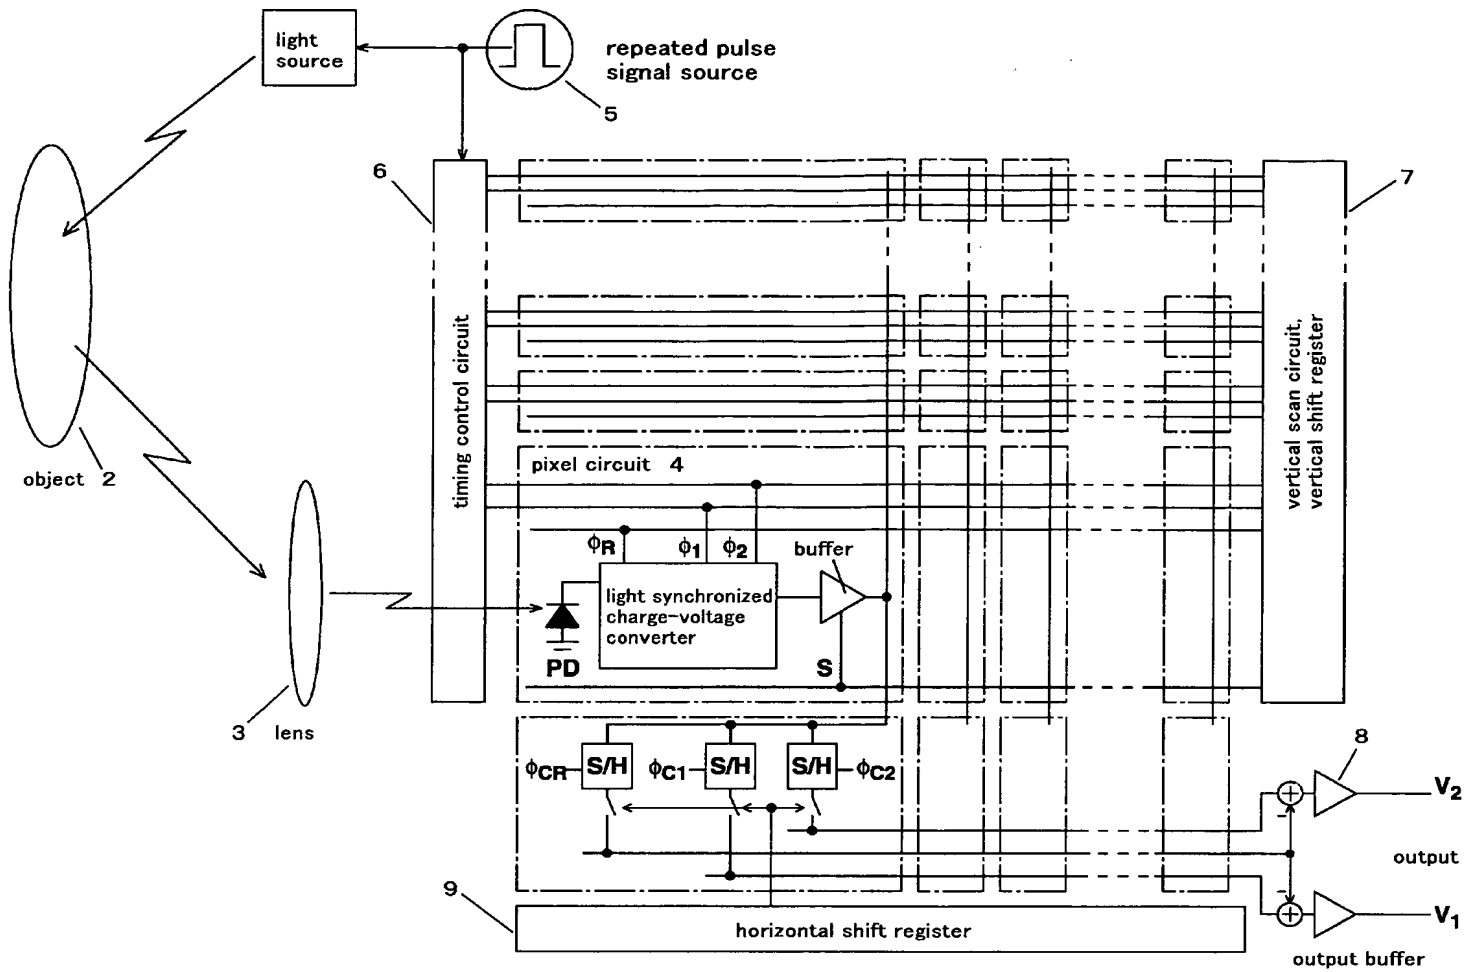 light
source
repeated pulse
signal source
5
6
7
timing control circuit
vertical scan circuit,
vertical shift register
object 2
pixel circuit 4
ϕR
ϕ1
ϕ2
buffer
light synchronized
charge-voltage
converter
PD
S
3 lens
ϕCR
S/H
ϕC1
S/H
S/H
ϕC2
8
V2
-
output
-
9
V1
horizontal shift register
output buffer